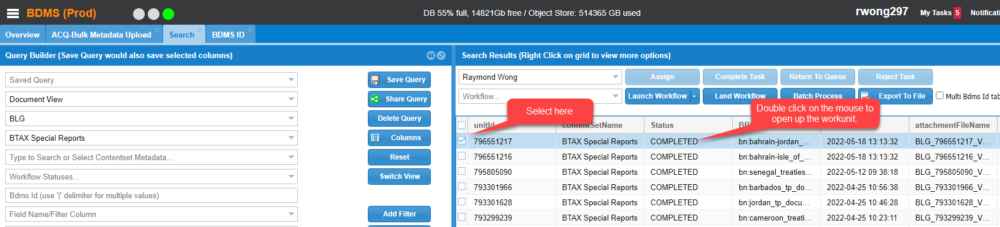 BDMS (Prod)
DB 55% full, 14821Gb free / Object Store: 514365 GB used
rwong297
My Tasks 5
Notificati
Overview
ACQ-Bulk Metadata Upload
Search
BDMS ID
Query Builder (Save Query would also save selected columns)
Saved Query
Save Query
Document View
Share Query
BLG
Delete Query
BTAX Special Reports
Columns
Type to Search or Select Contentset Metadata...
Reset
Workflow Statuses...
Switch View
Bdms Id (use '|' delimiter for multiple values)
Field Name/Filter Column
Add Filter
Search Results (Right Click on grid to view more options)
Raymond Wong
Assign
Complete Task
Return To Queue
Reject Task
Workflow...
Launch Workflow
Land Workflow
Batch Process
Export To File
Multi Bdms Id tab
Select here
Double click on the mouse to
open up the workunit.
unitId contentSetName Status attachmentFileName
796551217 BTAX Special Reports COMPLETED bn:bahrain-jordan_... 2022-05-18 13:13:32 BLG_796551217_V...
796551216 BTAX Special Reports COMPLETED bn:bahrain-isle_of_... 2022-05-18 13:13:32 BLG_796551216_V...
795805090 BTAX Special Reports COMPLETED bn:senegal_treaties... 2022-05-12 09:38:18 BLG_795805090_V...
793301966 BTAX Special Reports COMPLETED bn:barbados_tp_do... 2022-04-25 10:56:38 BLG_793301966_V...
793301628 BTAX Special Reports COMPLETED bn:jordan_tp_docu... 2022-04-25 10:46:28 BLG_793301628_V...
793299239 BTAX Special Reports COMPLETED bn:cameroon_treati... 2022-04-25 10:23:11 BLG_793299239_V...